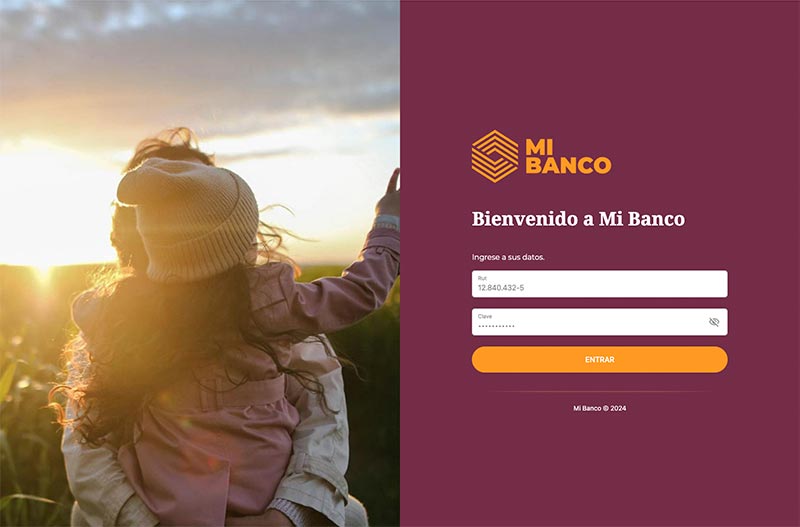 MI
BANCO
Bienvenido a Mi Banco
Ingrese a sus datos.
Rut
12.840.432-5
Clave
•••••••••••
ENTRAR
Mi Banco © 2024